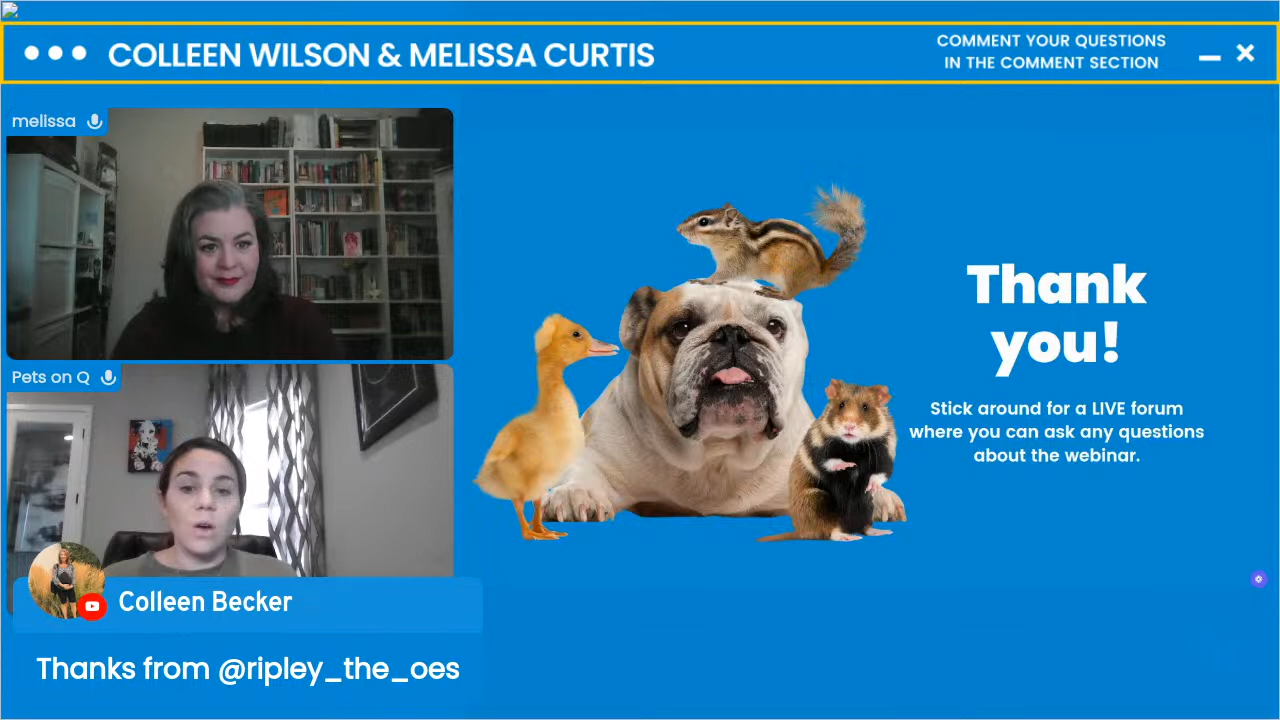 COLLEEN WILSON & MELISSA CURTIS
COMMENT YOUR QUESTIONS
IN THE COMMENT SECTION
melissa
Pets on Q
Thank
you!
Stick around for a LIVE forum
where you can ask any questions
about the webinar.
Colleen Becker
Thanks from @ripley_the_oes